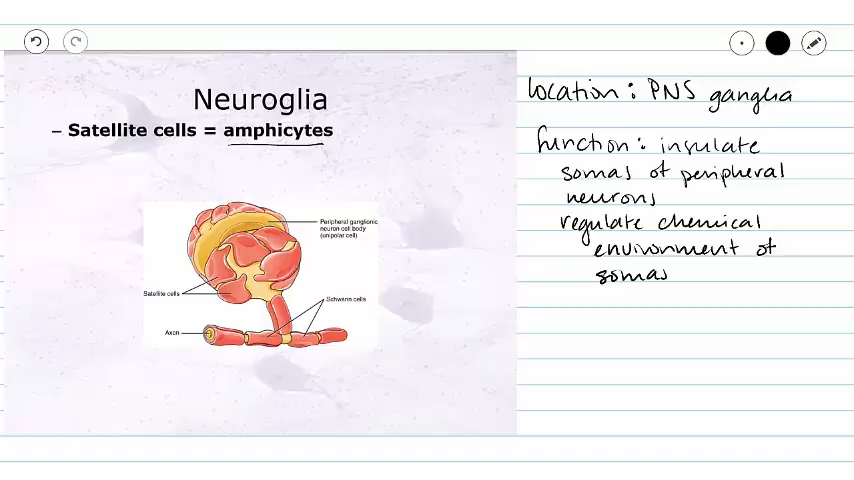 Neuroglia
– Satellite cells = amphicytes
Peripheral ganglionic
neuron cell body
(unipolar cell)
Satellite cells
Schwann cells
Axon
location: PNS ganglia
function: insulate
somas of peripheral
neurons
regulate chemical
environment of
somas